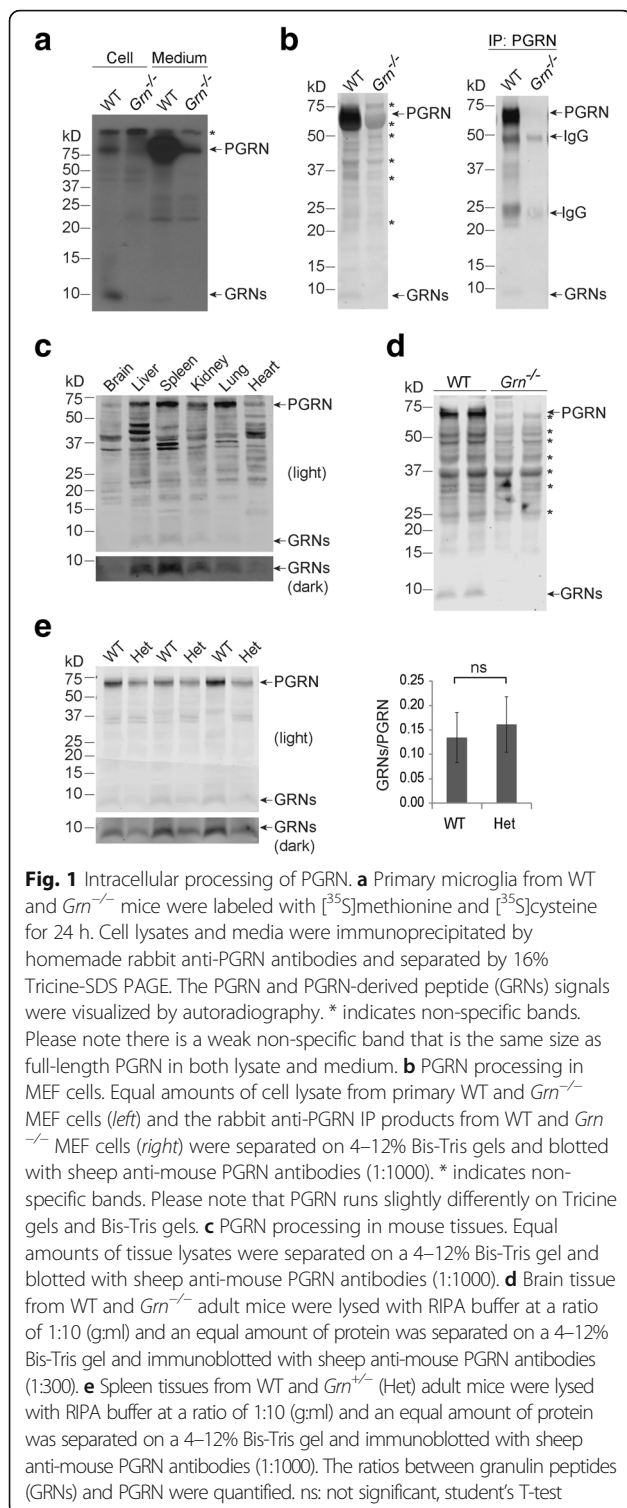 a
Cell Medium
WT Grn-/- WT Grn-/-
kD
*
75 PGRN
50
37
25
20
15
10 GRNs
b
IP: PGRN
kD WT Grn-/-
75 *
PGRN
*
50 *
37 *
*
25
*
20
15
10 GRNs
kD WT Grn-/-
75 PGRN
50 IgG
37
25 IgG
20
15
10 GRNs
c
kD Brain Liver Spleen Kidney Lung Heart
75 PGRN
50
37
(light)
25
20
15
10 GRNs
10 GRNs
(dark)
d
WT Grn-/-
kD
75 PGRN
*
50 *
*
*
37 *
*
25 *
15
10 GRNs
e
kD WT Het WT Het WT Het
75 PGRN
50
37
(light)
25
20
15
10 GRNs
10 GRNs
(dark)
GRNs/PGRN
ns
0.25
0.20
0.15
0.10
0.05
0.00
WT Het
Fig. 1 Intracellular processing of PGRN. a Primary microglia from WT
and Grn−/− mice were labeled with [35S]methionine and [35S]cysteine
for 24 h. Cell lysates and media were immunoprecipitated by
homemade rabbit anti-PGRN antibodies and separated by 16%
Tricine-SDS PAGE. The PGRN and PGRN-derived peptide (GRNs) signals
were visualized by autoradiography. * indicates non-specific bands.
Please note there is a weak non-specific band that is the same size as
full-length PGRN in both lysate and medium. b PGRN processing in
MEF cells. Equal amounts of cell lysate from primary WT and Grn−/−
MEF cells (left) and the rabbit anti-PGRN IP products from WT and Grn
−/− MEF cells (right) were separated on 4–12% Bis-Tris gels and blotted
with sheep anti-mouse PGRN antibodies (1:1000). * indicates non-
specific bands. Please note that PGRN runs slightly differently on Tricine
gels and Bis-Tris gels. c PGRN processing in mouse tissues. Equal
amounts of tissue lysates were separated on a 4–12% Bis-Tris gel and
blotted with sheep anti-mouse PGRN antibodies (1:1000). d Brain tissue
from WT and Grn−/− adult mice were lysed with RIPA buffer at a ratio
of 1:10 (g:ml) and an equal amount of protein was separated on a 4–12%
Bis-Tris gel and immunoblotted with sheep anti-mouse PGRN antibodies
(1:300). e Spleen tissues from WT and Grn+/− (Het) adult mice were lysed
with RIPA buffer at a ratio of 1:10 (g:ml) and an equal amount of protein
was separated on a 4–12% Bis-Tris gel and immunoblotted with sheep
anti-mouse PGRN antibodies (1:1000). The ratios between granulin peptides
(GRNs) and PGRN were quantified. ns: not significant, student's T-test